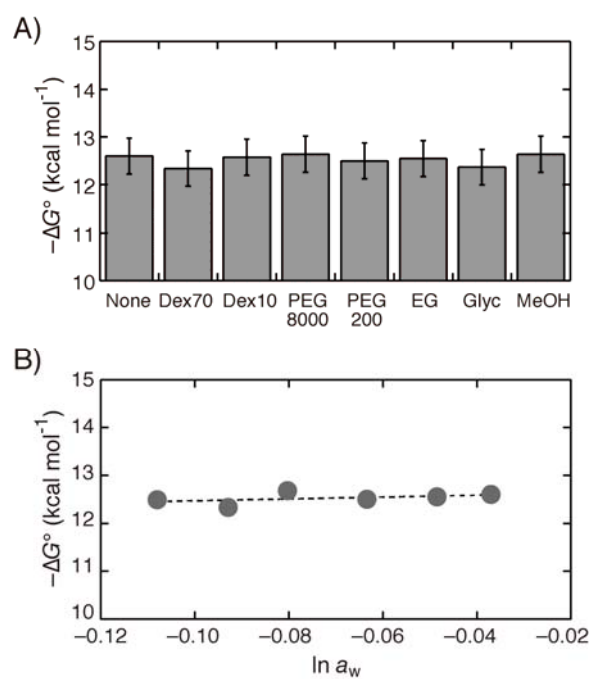 A)
−ΔG° (kcal mol⁻¹)
15
14
13
12
11
10
None Dex70 Dex10 PEG 8000 PEG 200 EG Glyc MeOH
B)
−ΔG° (kcal mol⁻¹)
15
14
13
12
11
10
−0.12 −0.10 −0.08 −0.06 −0.04 −0.02
ln a_w